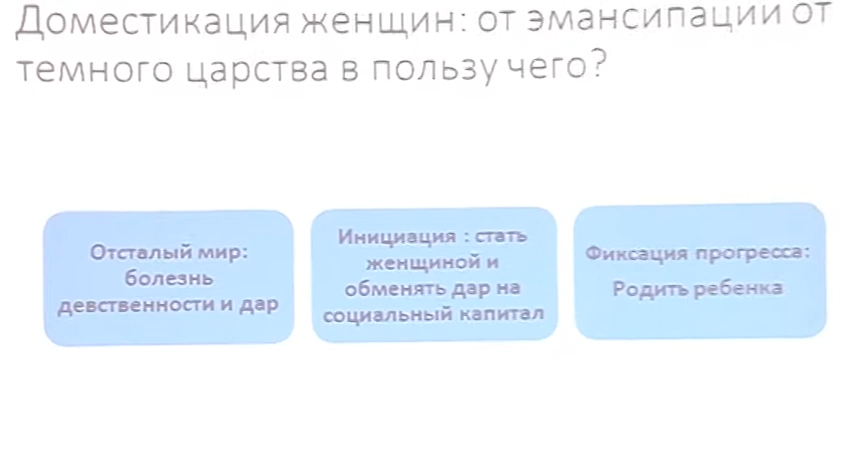 Доместикация женщин: от эмансипации от
темного царства в пользу чего?
Отсталый мир:
болезнь
девственности и дар
Инициация : стать
женщиной и
обменять дар на
социальный капитал
Фиксация прогресса:
Родить ребенка